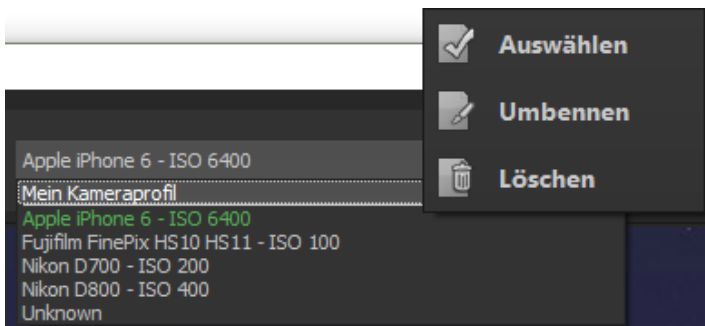 Auswählen
Umbennen
Löschen
Apple iPhone 6 - ISO 6400
Mein Kameraprofil
Apple iPhone 6 - ISO 6400
Fujifilm FinePix HS10 HS11 - ISO 100
Nikon D700 - ISO 200
Nikon D800 - ISO 400
Unknown